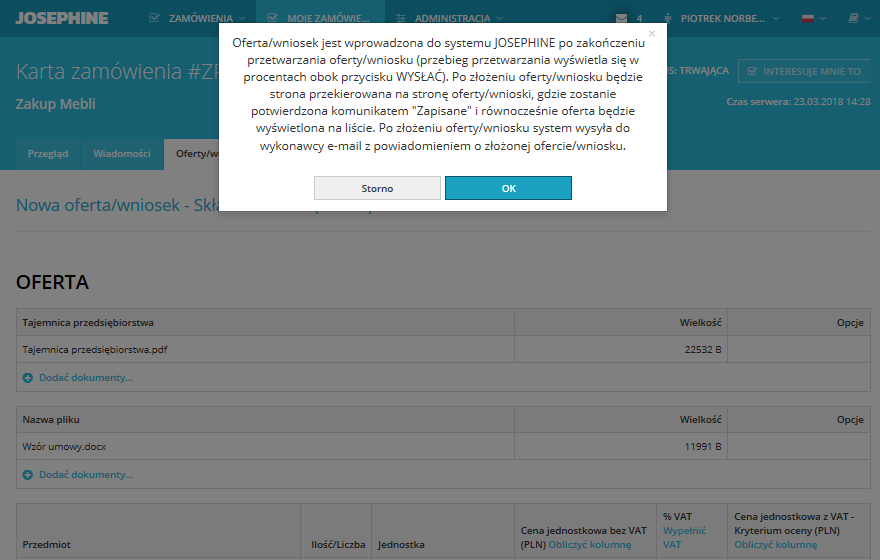 JOSEPHINE
ZAMÓWIENIA
MOJE ZAMÓWIE...
ADMINISTRACJA
4
PIOTREK NORBE...
×
Oferta/wniosek jest wprowadzona do systemu JOSEPHINE po zakończeniu
przetwarzania oferty/wniosku (przebieg przetwarzania wyświetla się w
procentach obok przycisku WYSŁAĆ). Po złożeniu oferty/wniosku będzie
strona przekierowana na stronę oferty/wnioski, gdzie zostanie
potwierdzona komunikatem "Zapisane" i równocześnie oferta będzie
wyświetlona na liście. Po złożeniu oferty/wniosku system wysyła do
wykonawcy e-mail z powiadomieniem o złożonej ofercie/wniosku.
Storno
OK
Karta zamówienia #ZP
TRWAJĄCA
INTERESUJE MNIE TO
Zakup Mebli
Czas serwera: 23.03.2018 14:28
Przegląd
Wiadomości
Oferty/w
Nowa oferta/wniosek - Skła
OFERTA
Tajemnica przedsiębiorstwa
Wielkość
Opcje
Tajemnica przedsiębiorstwa.pdf
22532 B
Dodać dokumenty...
Nazwa pliku
Wielkość
Opcje
Wzór umowy.docx
11991 B
Dodać dokumenty...
Przedmiot
Ilość/Liczba
Jednostka
Cena jednostkowa bez VAT
(PLN) Obliczyć kolumnę
% VAT
Wypełnić
VAT
Cena jednostkowa z VAT -
Kryterium oceny (PLN)
Obliczyć kolumnę